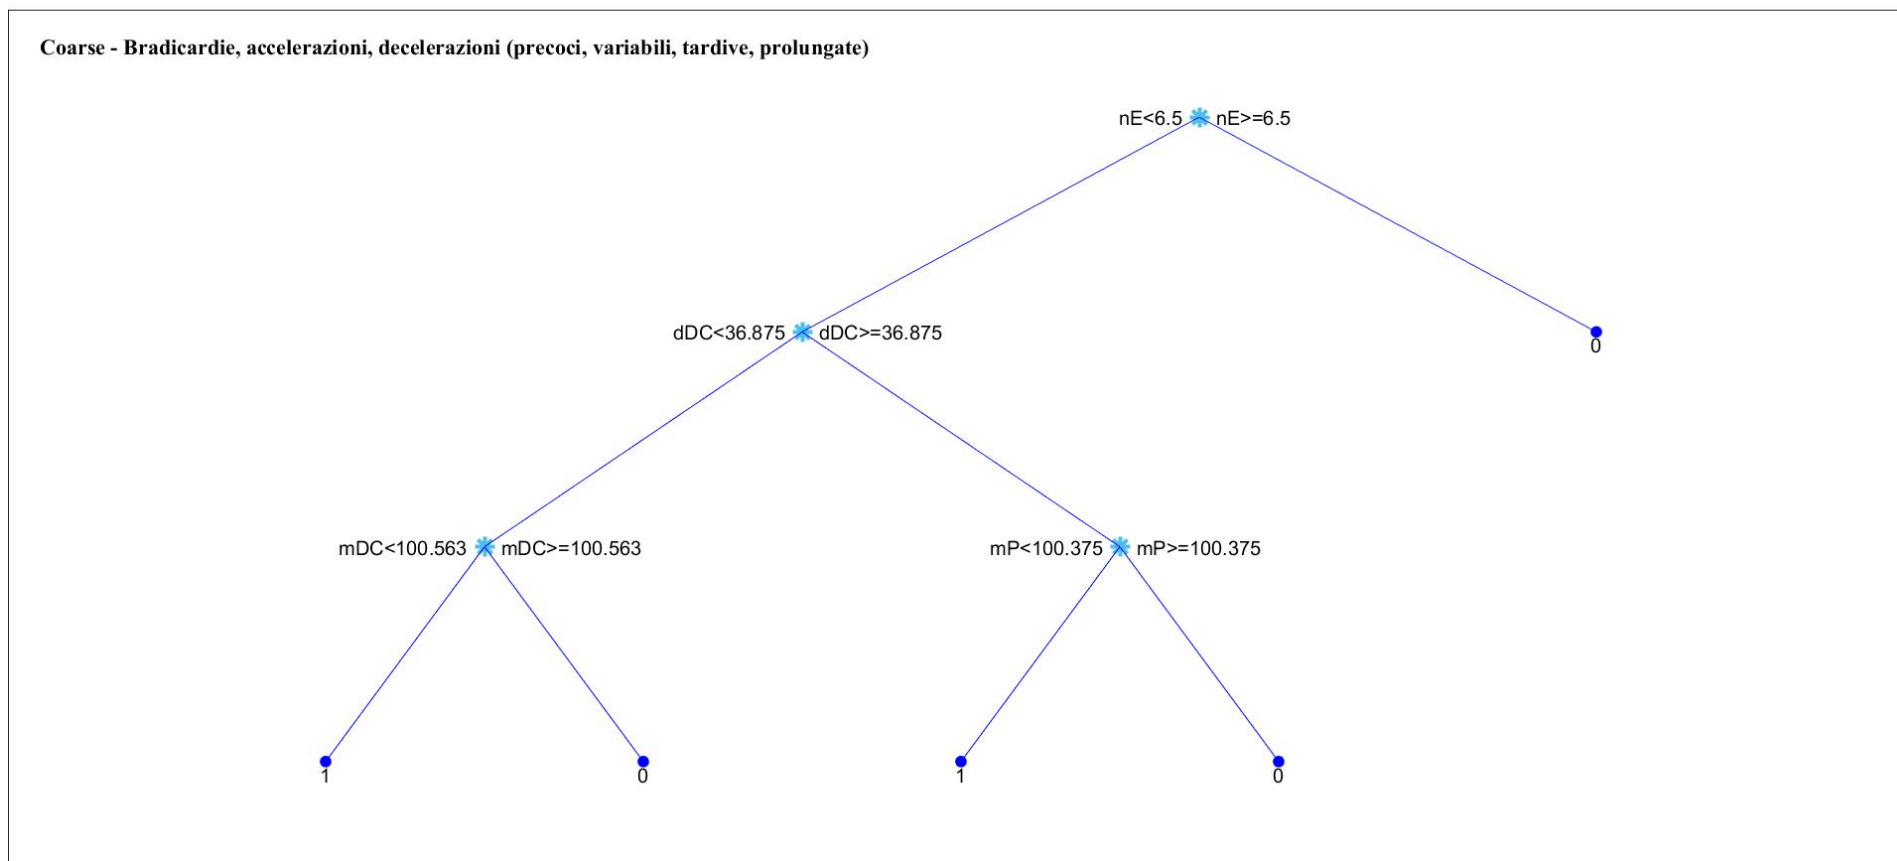 Coarse - Bradicardie, accelerazioni, decelerazioni (precoci, variabili, tardive, prolungate)
nE<6.5 nE>=6.5
dDC<36.875 dDC>=36.875
0
mDC<100.563 mDC>=100.563 mP<100.375 mP>=100.375
1 0 1 0